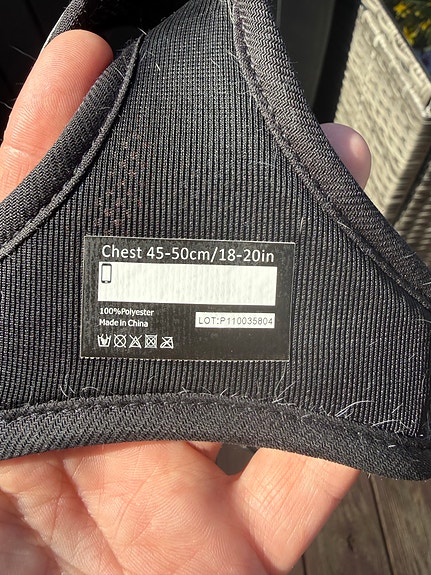 Chest 45-50cm/18-20in
100%Polyester
Made in China
LOT:P110035804